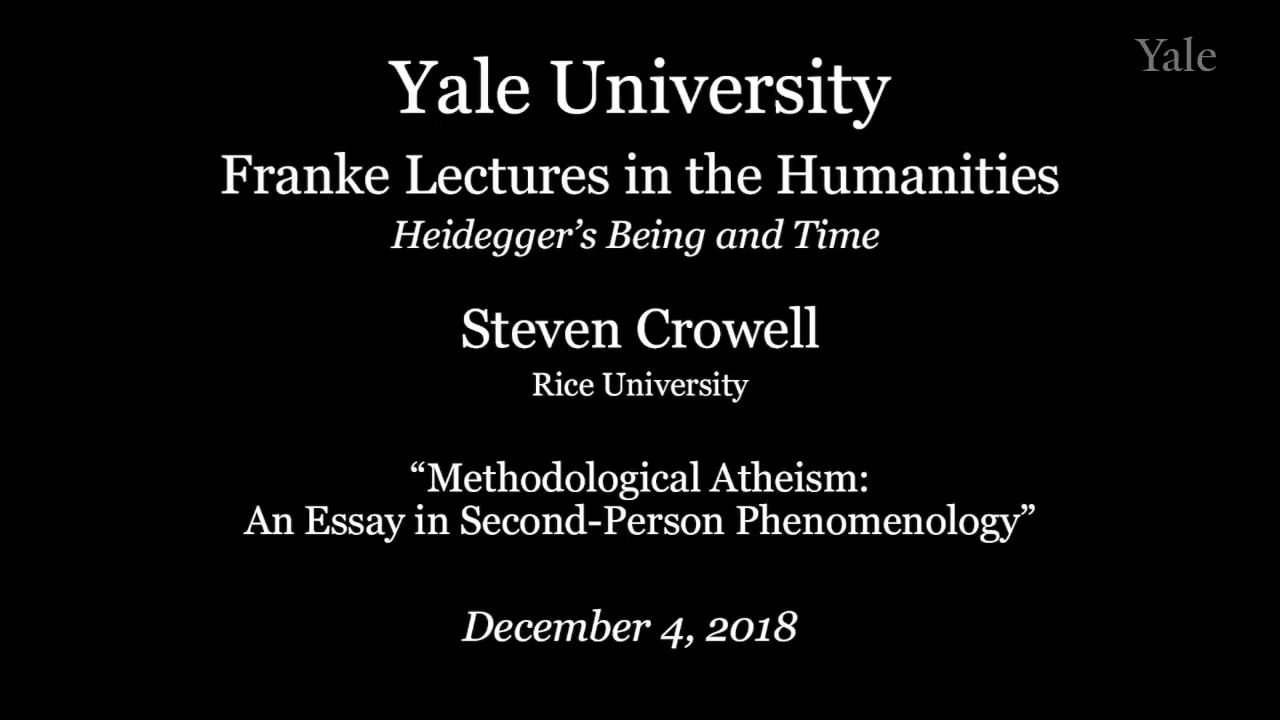 Yale
Yale University
Franke Lectures in the Humanities
Heidegger’s Being and Time
Steven Crowell
Rice University
“Methodological Atheism:
An Essay in Second-Person Phenomenology”
December 4, 2018